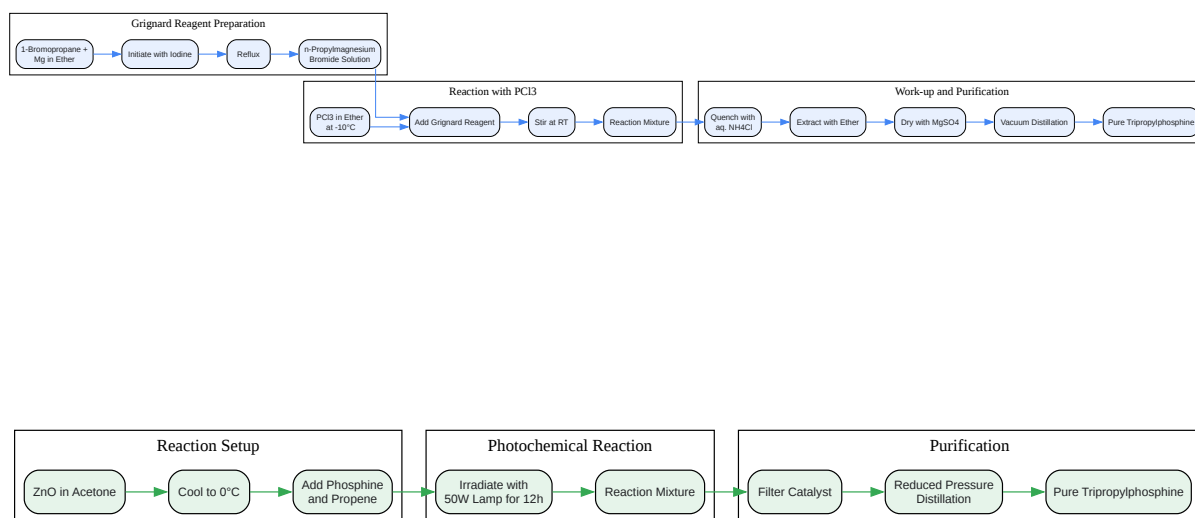 Grignard Reagent Preparation
1-Bromopropane +
Mg in Ether
Initiate with Iodine
Reflux
n-Propylmagnesium
Bromide Solution
Reaction with PCl3
PCl3 in Ether
at -10°C
Add Grignard Reagent
Stir at RT
Reaction Mixture
Work-up and Purification
Quench with
aq. NH4Cl
Extract with Ether
Dry with MgSO4
Vacuum Distillation
Pure Tripropylphosphine
Reaction Setup
ZnO in Acetone
Cool to 0°C
Add Phosphine
and Propene
Photochemical Reaction
Irradiate with
50W Lamp for 12h
Reaction Mixture
Purification
Filter Catalyst
Reduced Pressure
Distillation
Pure Tripropylphosphine